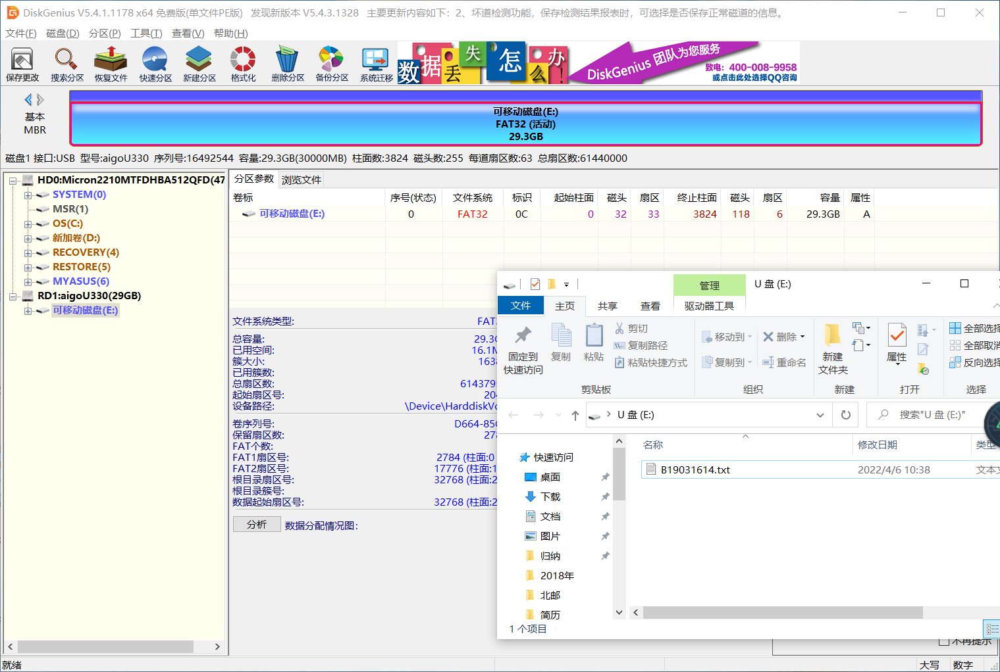 DiskGenius V5.4.1.1178 x64 免费版(单文件PE版)   发现新版本 V5.4.3.1328   主要更新内容如下：2、坏道检测功能，保存检测结果报表时，可选择是否保存正常磁道的信息。
文件(F) 磁盘(D) 分区(P) 工具(T) 查看(V) 帮助(H)
保存更改 搜索分区 恢复文件 快速分区 新建分区 格式化 删除分区 备份分区 系统迁移
数据丢失怎么办!
DiskGenius 团队为您服务
致电：400-008-9958
或点击此处选择QQ咨询
基本
MBR
可移动磁盘(E:)
FAT32 (活动)
29.3GB
磁盘1 接口:USB 型号:aigoU330 序列号:16492544 容量:29.3GB(30000MB) 柱面数:3824 磁头数:255 每道扇区数:63 总扇区数:61440000
HD0:Micron2210MTFDHBA512QFD(47
SYSTEM(0)
MSR(1)
OS(C:)
新加卷(D:)
RECOVERY(4)
RESTORE(5)
MYASUS(6)
RD1:aigoU330(29GB)
可移动磁盘(E:)
分区参数 浏览文件
卷标 序号(状态) 文件系统 标识 起始柱面 磁头 扇区 终止柱面 磁头 扇区 容量 属性
可移动磁盘(E:) 0 FAT32 0C 0 32 33 3824 118 6 29.3GB A
文件系统类型: FAT
总容量: 29.3
已用空间: 16.1
簇大小: 163
已用簇数:
总扇区数: 614379
起始扇区号: 204
设备路径: \Device\HarddiskV
卷序列号: D664-85
保留扇区数: 278
FAT个数:
FAT1扇区号: 2784 (柱面:0
FAT2扇区号: 17776 (柱面:1
根目录扇区号: 32768 (柱面:2
根目录簇号:
数据起始扇区号: 32768 (柱面:2
分析 数据分配情况图:
管理 U 盘 (E:)
文件 主页 共享 查看 驱动器工具
固定到
快速访问
复制
粘贴
剪切
复制路径
粘贴快捷方式
剪贴板
移动到
复制到
删除
重命名
组织
新建
文件夹
新建
属性
打开
全部选择
全部取消
反向选择
选择
U 盘 (E:)
搜索"U 盘 (E:)"
快速访问
桌面
下载
文档
图片
归纳
2018年
北邮
简历
名称 修改日期 类型
B19031614.txt 2022/4/6 10:38 文本文
1 个项目
不再提示
就绪
大写 数字